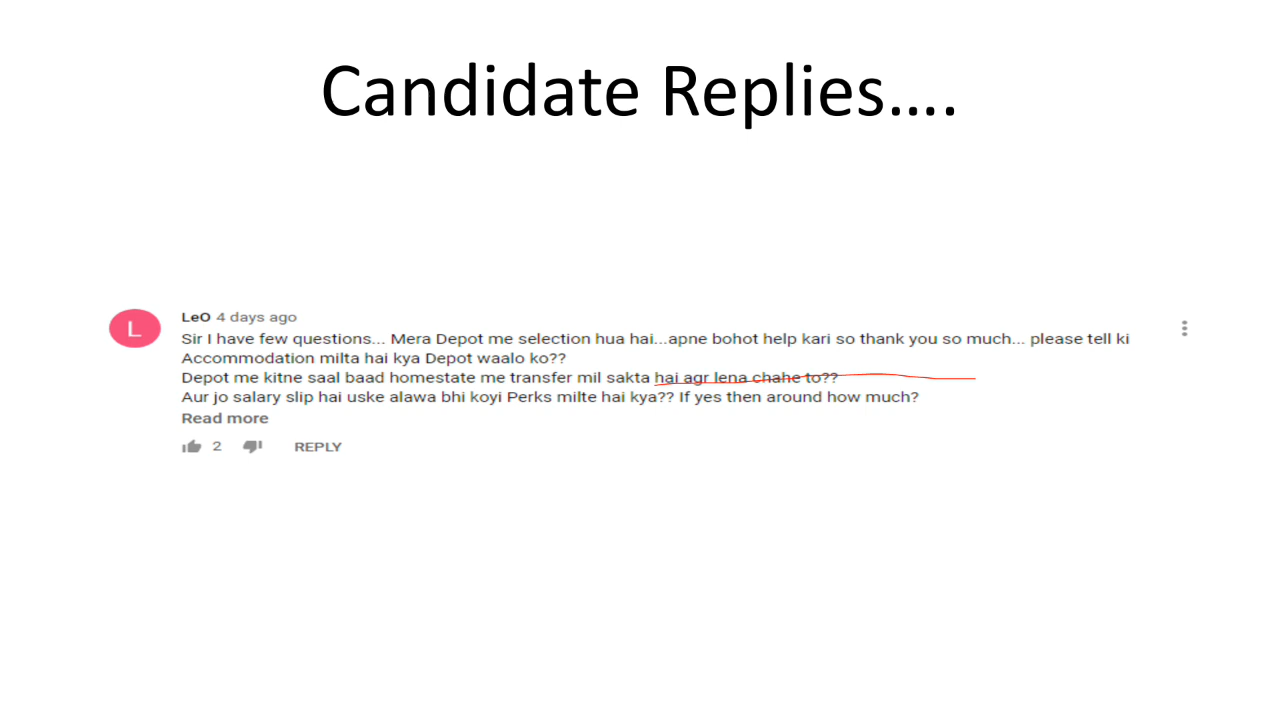 Candidate Replies....
L
LeO 4 days ago
Sir I have few questions... Mera Depot me selection hua hai...apne bohot help kari so thank you so much... please tell ki
Accommodation milta hai kya Depot waalo ko??
Depot me kitne saal baad homestate me transfer mil sakta hai agr lena chahe to??
Aur jo salary slip hai uske alawa bhi koyi Perks milte hai kya?? If yes then around how much?
Read more
2 REPLY